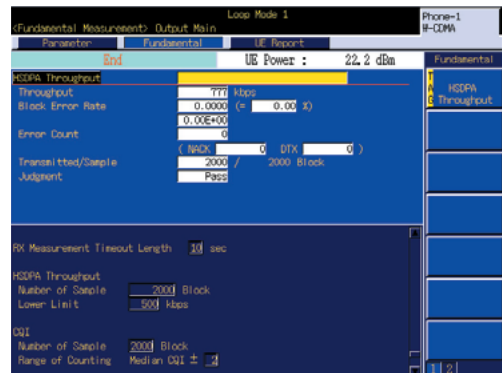 Loop Mode 1
Phone-1
<Fundamental Measurement> Output Main
W-CDMA
Parameter Fundamental UE Report
End UE Power : 22.2 dBm Fundamental
HSDPA Throughput
TAG HSDPA Throughput
Throughput 777 kbps
Block Error Rate 0.0000 (= 0.00 %)
0.00E+00
Error Count 0
( NACK 0 DTX 0 )
Transmitted/Sample 2000 / 2000 Block
Judgment Pass
RX Measurement Timeout Length 10 sec
HSDPA Throughput
Number of Sample 2000 Block
Lower Limit 500 kbps
CQI
Number of Sample 2000 Block
Range of Counting Median CQI ± 2
1 2